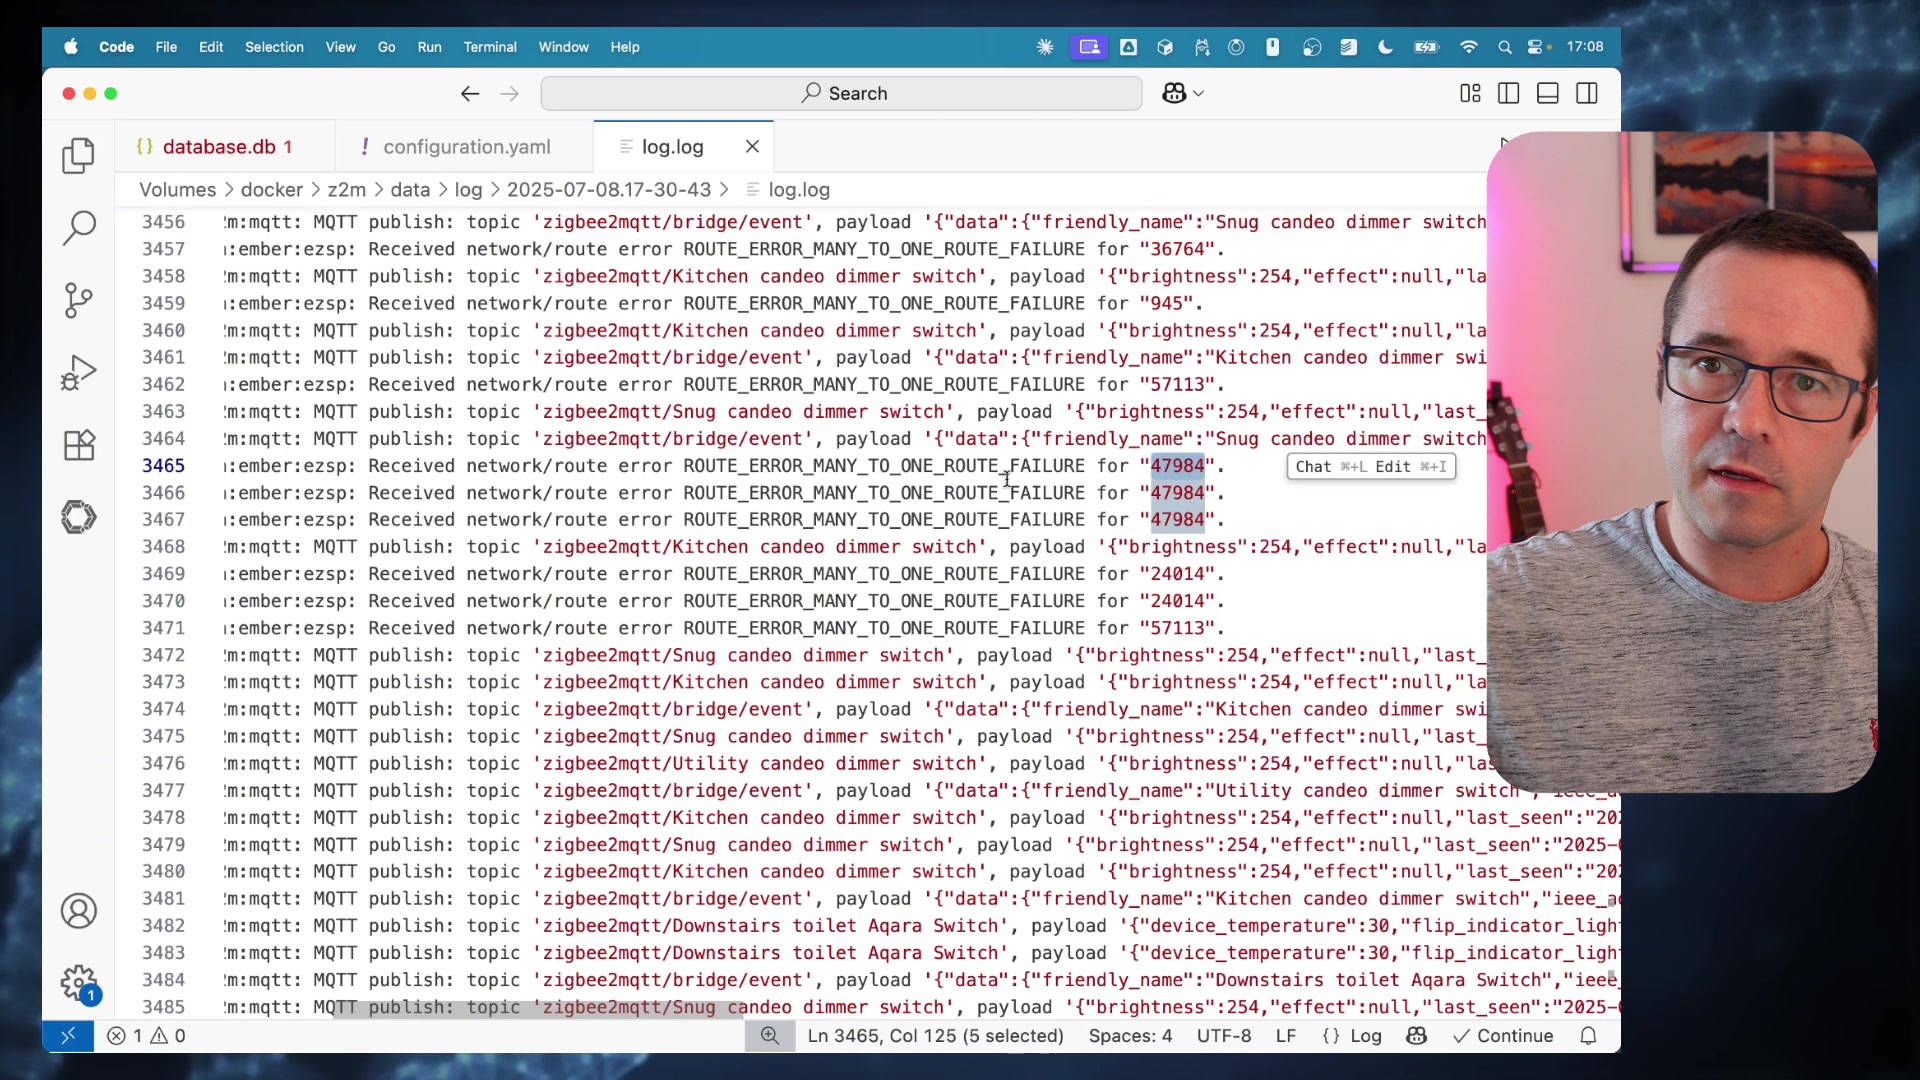 Code File Edit Selection View Go Run Terminal Window Help 17:08
Search
database.db 1 configuration.yaml log.log
Volumes > docker > z2m > data > log > 2025-07-08.17-30-43 > log.log
3456 m:mqtt: MQTT publish: topic 'zigbee2mqtt/bridge/event', payload '{"data":{"friendly_name":"Snug candeo dimmer switch
3457 :ember:ezsp: Received network/route error ROUTE_ERROR_MANY_TO_ONE_ROUTE_FAILURE for "36764".
3458 m:mqtt: MQTT publish: topic 'zigbee2mqtt/Kitchen candeo dimmer switch', payload '{"brightness":254,"effect":null,"la
3459 :ember:ezsp: Received network/route error ROUTE_ERROR_MANY_TO_ONE_ROUTE_FAILURE for "945".
3460 m:mqtt: MQTT publish: topic 'zigbee2mqtt/Kitchen candeo dimmer switch', payload '{"brightness":254,"effect":null,"la
3461 m:mqtt: MQTT publish: topic 'zigbee2mqtt/bridge/event', payload '{"data":{"friendly_name":"Kitchen candeo dimmer swi
3462 :ember:ezsp: Received network/route error ROUTE_ERROR_MANY_TO_ONE_ROUTE_FAILURE for "57113".
3463 m:mqtt: MQTT publish: topic 'zigbee2mqtt/Snug candeo dimmer switch', payload '{"brightness":254,"effect":null,"last_
3464 m:mqtt: MQTT publish: topic 'zigbee2mqtt/bridge/event', payload '{"data":{"friendly_name":"Snug candeo dimmer switch
3465 :ember:ezsp: Received network/route error ROUTE_ERROR_MANY_TO_ONE_ROUTE_FAILURE for "47984". Chat ⌘+L Edit ⌘+I
3466 :ember:ezsp: Received network/route error ROUTE_ERROR_MANY_TO_ONE_ROUTE_FAILURE for "47984".
3467 :ember:ezsp: Received network/route error ROUTE_ERROR_MANY_TO_ONE_ROUTE_FAILURE for "47984".
3468 m:mqtt: MQTT publish: topic 'zigbee2mqtt/Kitchen candeo dimmer switch', payload '{"brightness":254,"effect":null,"la
3469 :ember:ezsp: Received network/route error ROUTE_ERROR_MANY_TO_ONE_ROUTE_FAILURE for "24014".
3470 :ember:ezsp: Received network/route error ROUTE_ERROR_MANY_TO_ONE_ROUTE_FAILURE for "24014".
3471 :ember:ezsp: Received network/route error ROUTE_ERROR_MANY_TO_ONE_ROUTE_FAILURE for "57113".
3472 m:mqtt: MQTT publish: topic 'zigbee2mqtt/Snug candeo dimmer switch', payload '{"brightness":254,"effect":null,"last_
3473 m:mqtt: MQTT publish: topic 'zigbee2mqtt/Kitchen candeo dimmer switch', payload '{"brightness":254,"effect":null,"la
3474 m:mqtt: MQTT publish: topic 'zigbee2mqtt/bridge/event', payload '{"data":{"friendly_name":"Kitchen candeo dimmer swi
3475 m:mqtt: MQTT publish: topic 'zigbee2mqtt/Snug candeo dimmer switch', payload '{"brightness":254,"effect":null,"last_
3476 m:mqtt: MQTT publish: topic 'zigbee2mqtt/Utility candeo dimmer switch', payload '{"brightness":254,"effect":null,"las
3477 m:mqtt: MQTT publish: topic 'zigbee2mqtt/bridge/event', payload '{"data":{"friendly_name":"Utility candeo dimmer switch","ieee_a
3478 m:mqtt: MQTT publish: topic 'zigbee2mqtt/Kitchen candeo dimmer switch', payload '{"brightness":254,"effect":null,"last_seen":"202
3479 m:mqtt: MQTT publish: topic 'zigbee2mqtt/Snug candeo dimmer switch', payload '{"brightness":254,"effect":null,"last_seen":"2025-
3480 m:mqtt: MQTT publish: topic 'zigbee2mqtt/Kitchen candeo dimmer switch', payload '{"brightness":254,"effect":null,"last_seen":"202
3481 m:mqtt: MQTT publish: topic 'zigbee2mqtt/bridge/event', payload '{"data":{"friendly_name":"Kitchen candeo dimmer switch","ieee_a
3482 m:mqtt: MQTT publish: topic 'zigbee2mqtt/Downstairs toilet Aqara Switch', payload '{"device_temperature":30,"flip_indicator_ligh
3483 m:mqtt: MQTT publish: topic 'zigbee2mqtt/Downstairs toilet Aqara Switch', payload '{"device_temperature":30,"flip_indicator_ligh
3484 m:mqtt: MQTT publish: topic 'zigbee2mqtt/bridge/event', payload '{"data":{"friendly_name":"Downstairs toilet Aqara Switch","ieee_
3485 m:mqtt: MQTT publish: topic 'zigbee2mqtt/Snug candeo dimmer switch', payload '{"brightness":254,"effect":null,"last_seen":"2025-
1
1 0 Ln 3465, Col 125 (5 selected) Spaces: 4 UTF-8 LF {} Log Continue